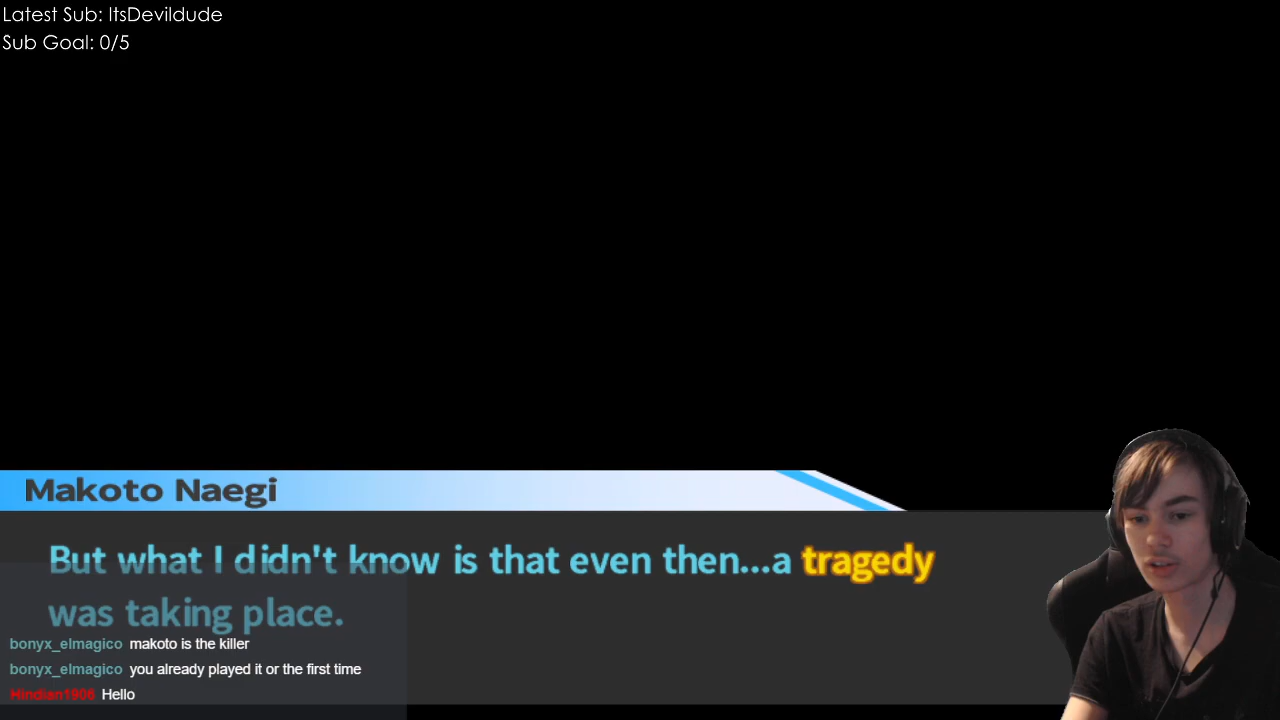 Latest Sub: ItsDevildude
Sub Goal: 0/5
Makoto Naegi
But what I didn't know is that even then...a tragedy
was taking place.
bonyx_elmagico makoto is the killer
bonyx_elmagico you already played it or the first time
Hindian1906 Hello